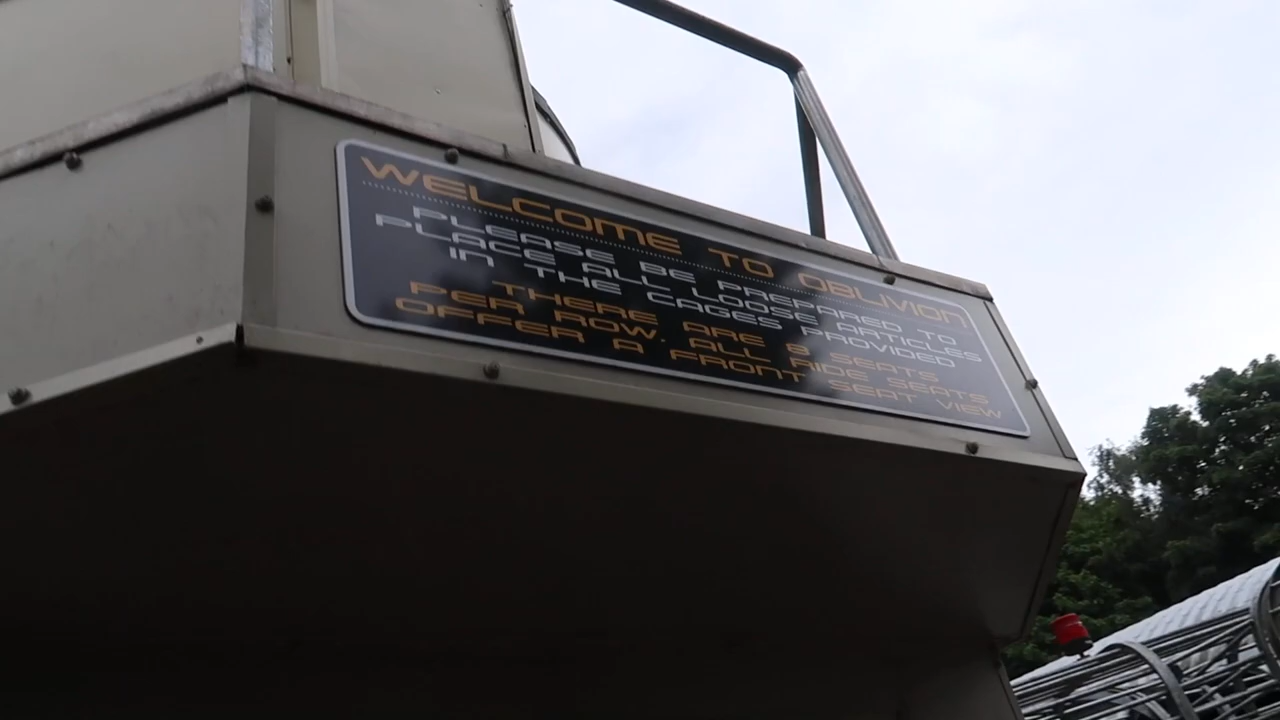 WELCOME TO OBLIVION
PLEASE BE PREPARED TO
PLACE ALL LOOSE ARTICLES
IN THE CAGES PROVIDED
THERE ARE 8 SEATS
PER ROW. ALL RIDE SEATS
OFFER A FRONT SEAT VIEW